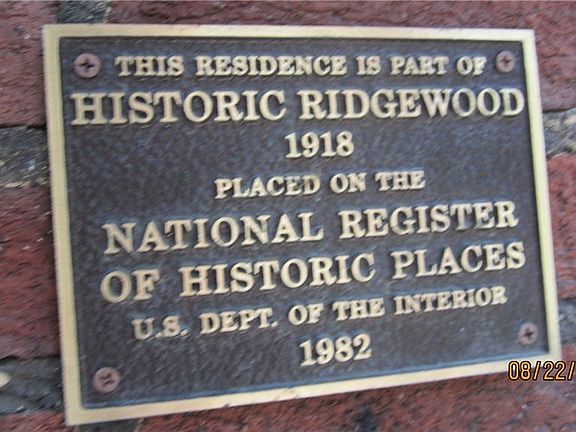 THIS RESIDENCE IS PART OF
HISTORIC RIDGEWOOD
1918
PLACED ON THE
NATIONAL REGISTER
OF HISTORIC PLACES
U.S. DEPT. OF THE INTERIOR
1982
08/22/